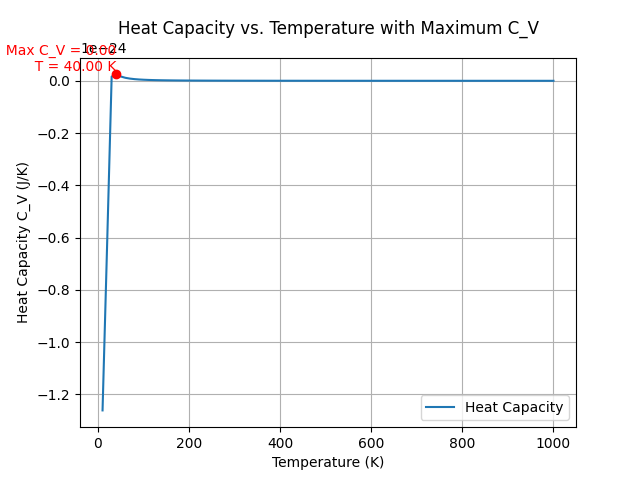 Heat Capacity vs. Temperature with Maximum C_V
Max C_V = 0.00
1e−24
T = 40.00 K
0.0
−0.2
−0.4
−0.6
−0.8
−1.0
−1.2
Heat Capacity C_V (J/K)
Heat Capacity
0
200
400
600
800
1000
Temperature (K)